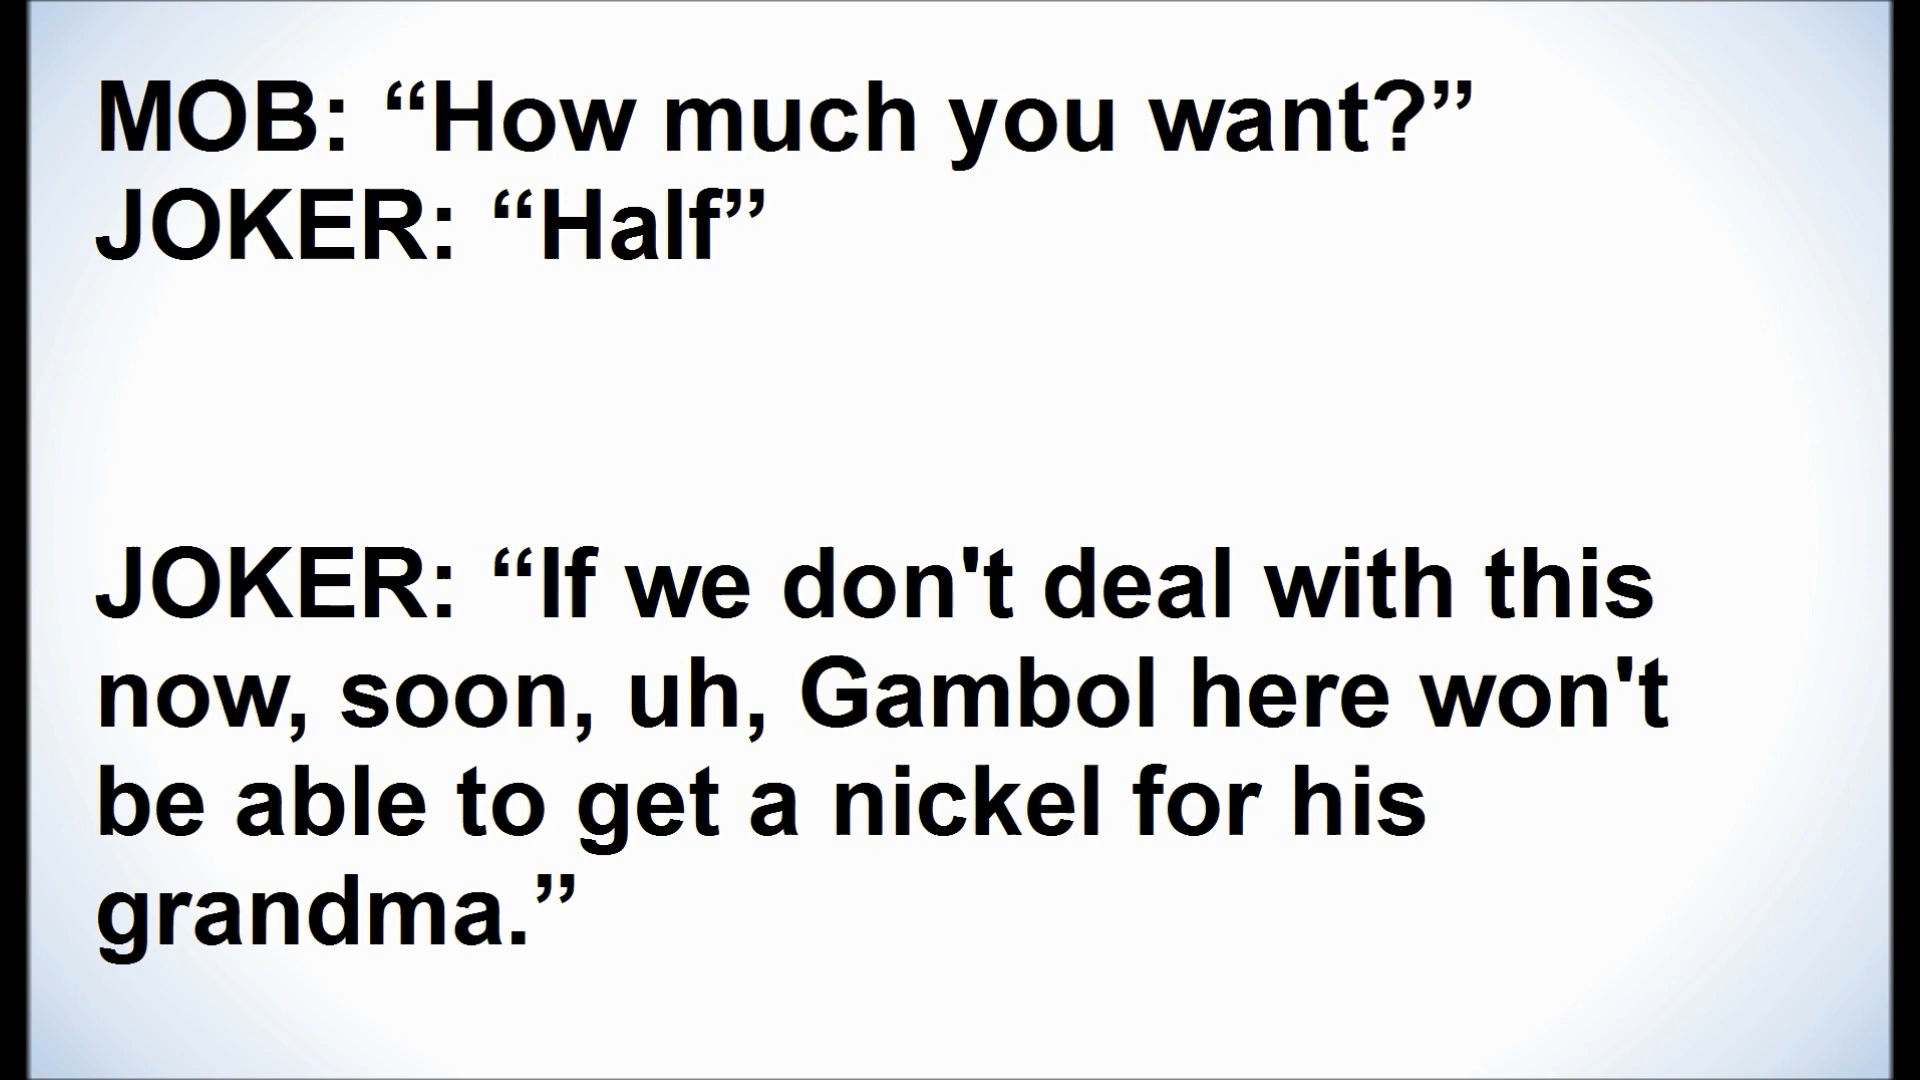 MOB: “How much you want?”
JOKER: “Half”
JOKER: “If we don't deal with this
now, soon, uh, Gambol here won't
be able to get a nickel for his
grandma.”